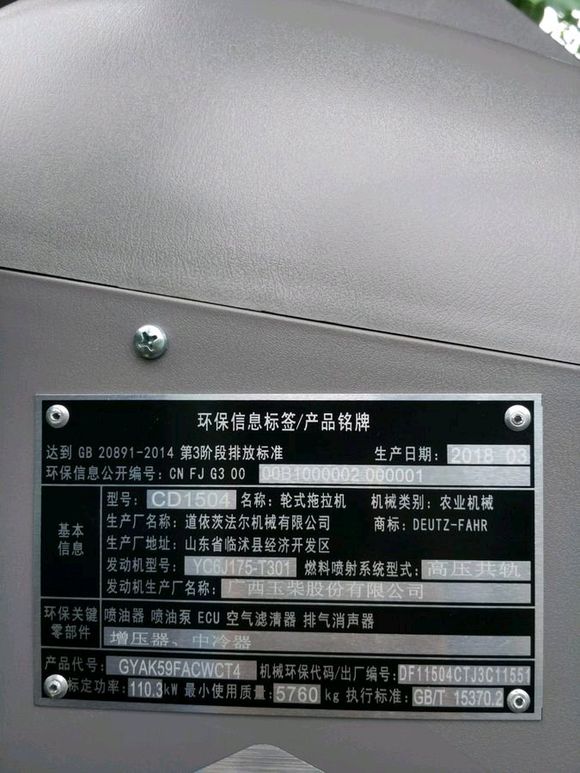 环保信息标签/产品铭牌
达到 GB 20891-2014 第3阶段排放标准 生产日期: 2018 03
环保信息公开编号: CN FJ G3 00 00B1000002 000001
基本信息
型号: CD1504 名称: 轮式拖拉机 机械类别: 农业机械
生产厂名称: 道依茨法尔机械有限公司 商标: DEUTZ-FAHR
生产厂地址: 山东省临沭县经济开发区
发动机型号: YC6J175-T301 燃料喷射系统型式: 高压共轨
发动机生产厂名称: 广西玉柴股份有限公司
环保关键零部件
喷油器 喷油泵 ECU 空气滤清器 排气消声器
增压器、中冷器
产品代号: GYAK59FACWCT4 机械环保代码/出厂编号: DF11504CTJ3C11551
标定功率: 110.3kW 最小使用质量: 5760 kg 执行标准: GB/T 15370.2